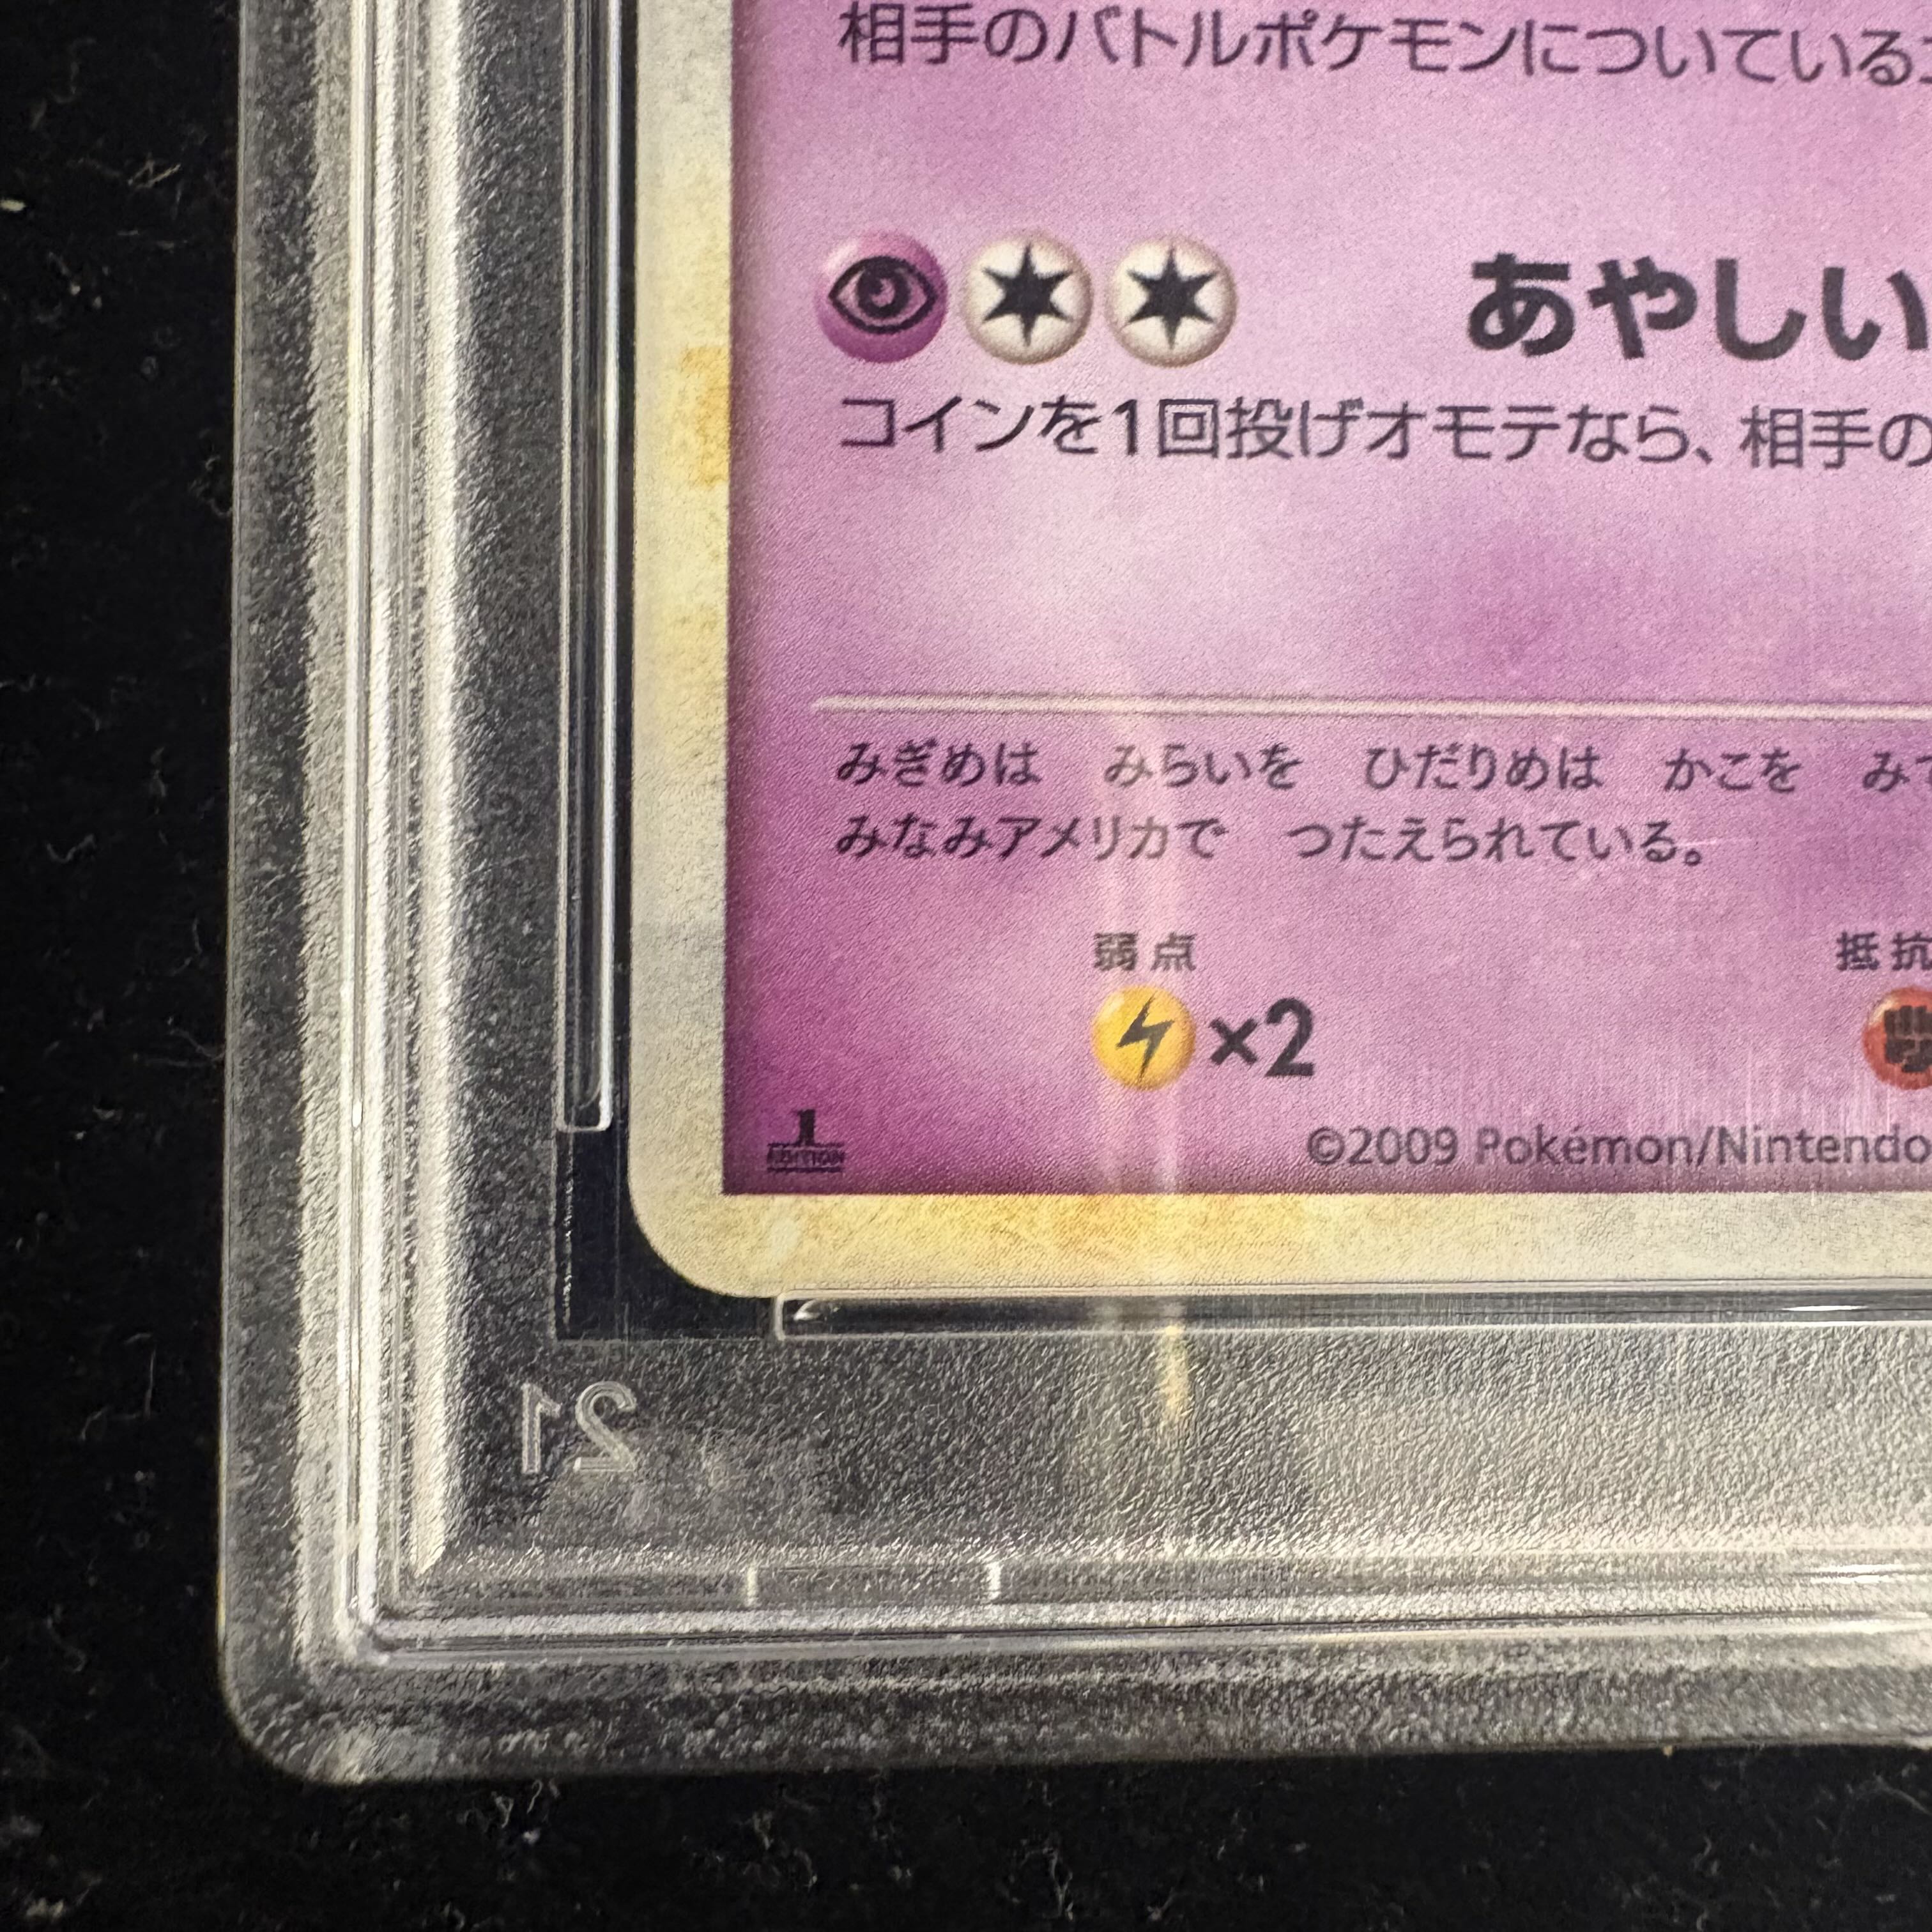 相手のバトルポケモンについている
あやしい
コインを1回投げオモテなら、相手の
みぎめは みらいを ひだりめは かこを みて
みなみアメリカで つたえられている。
弱点 抵抗
×2
1 EDITION
©2009 Pokémon/Nintendo
21